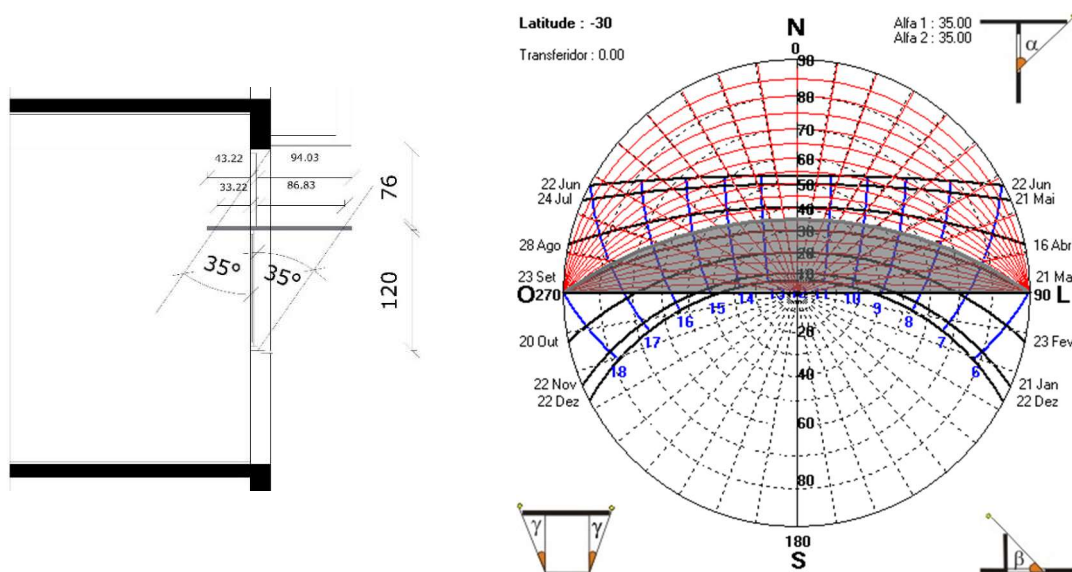 43.22
94.03
33.22
86.83
76
35°
35°
120
Latitude : -30
Transferidor : 0.00
N
0
90
80
70
60
50
40
30
20
10
Alfa 1 : 35.00
Alfa 2 : 35.00
α
22 Jun
24 Jul
28 Ago
23 Set
O 270
20 Out
22 Nov
22 Dez
22 Jun
21 Mai
16 Abr
21 Ma
90 L
23 Fev
21 Jan
22 Dez
18
17
16
15
14
13
11
10
9
8
7
6
20
40
60
80
180
S
γ
γ
β